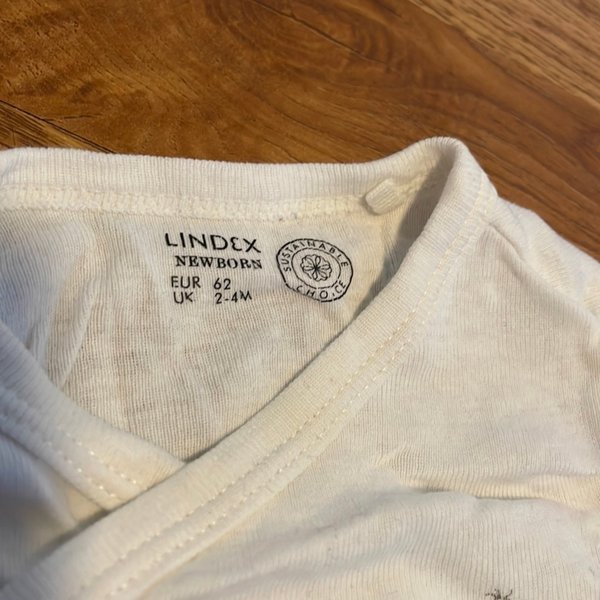 LINDEX
NEWBORN
EUR 62
UK 2-4M
SUSTAINABLE
CHOICE